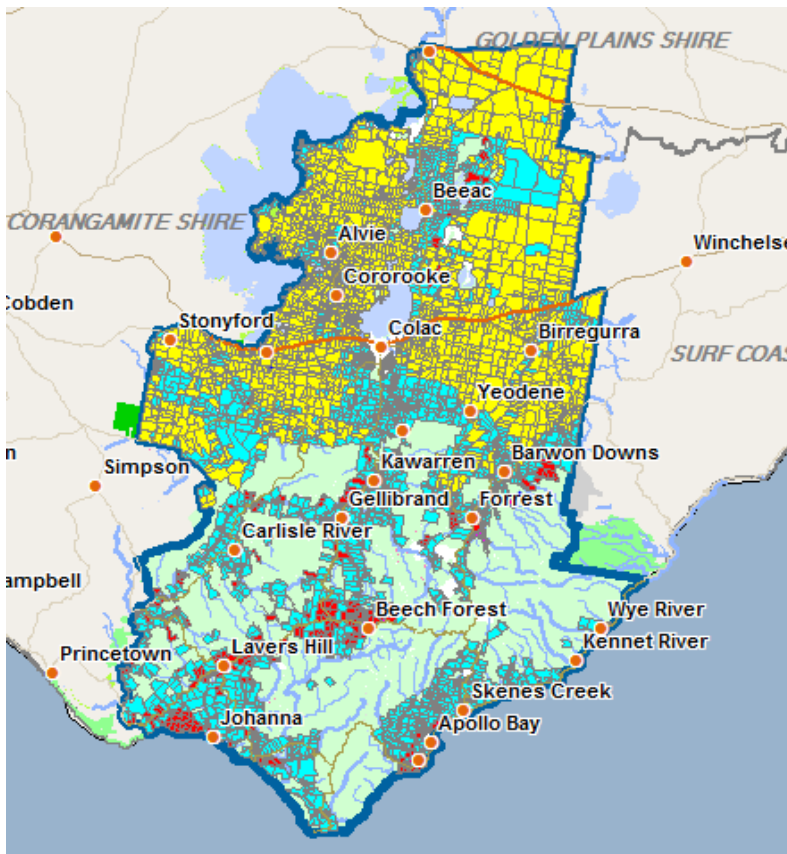 GOLDEN PLAINS SHIRE
Beeac
CORANGAMITE SHIRE
Alvie
Winchelse
Cororooke
Cobden
Stonyford
Colac
Birregurra
SURF COAS
Yeodene
n
Simpson
Kawarren
Barwon Downs
Gellibrand
Forrest
Carlisle River
ampbell
Beech Forest
Wye River
Princetown
Lavers Hill
Kennet River
Skenes Creek
Johanna
Apollo Bay